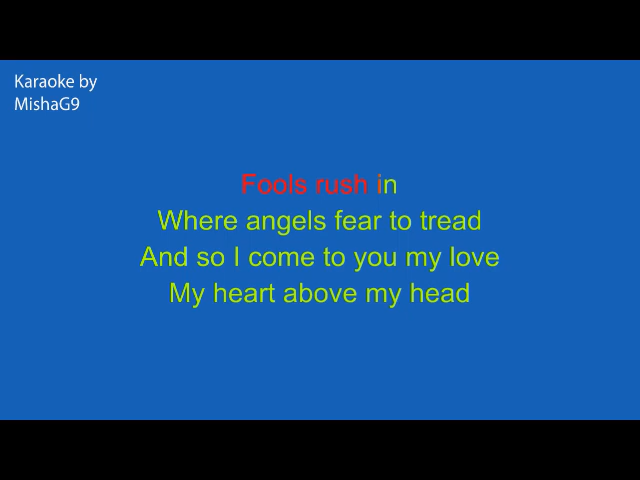 Karaoke by
MishaG9
Fools rush in
Where angels fear to tread
And so I come to you my love
My heart above my head